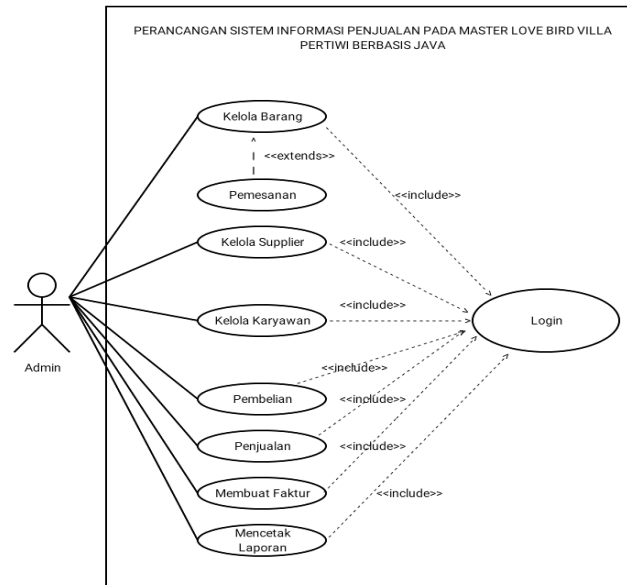 PERANCANGAN SISTEM INFORMASI PENJUALAN PADA MASTER LOVE BIRD VILLA
PERTIWI BERBASIS JAVA
Kelola Barang
<<extends>>
<<include>>
Pemesanan
Kelola Supplier
<<include>>
Kelola Karyawan
<<include>>
Login
Admin
<<include>>
Pembelian
<<include>>
Penjualan
<<include>>
Membuat Faktur
<<include>>
Mencetak
Laporan